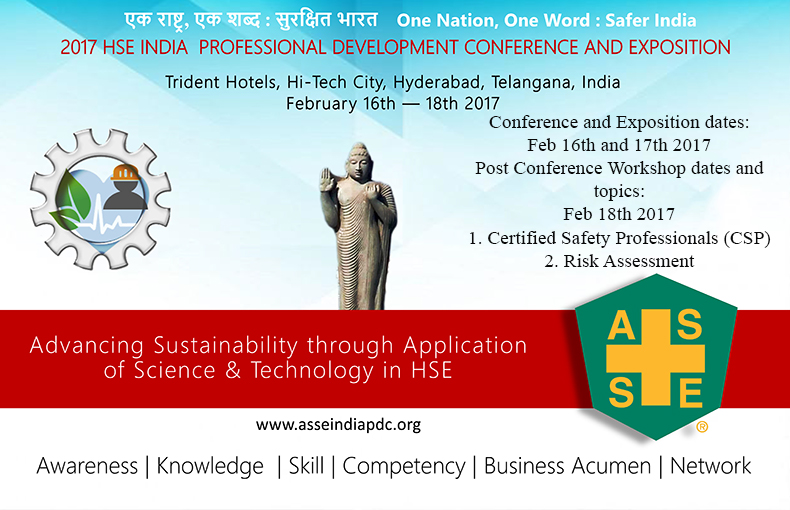 एक राष्ट्र, एक शब्द : सुरक्षित भारत One Nation, One Word : Safer India
2017 HSE INDIA PROFESSIONAL DEVELOPMENT CONFERENCE AND EXPOSITION
Trident Hotels, Hi-Tech City, Hyderabad, Telangana, India
February 16th — 18th 2017
Conference and Exposition dates:
Feb 16th and 17th 2017
Post Conference Workshop dates and
topics:
Feb 18th 2017
1. Certified Safety Professionals (CSP)
2. Risk Assessment
Advancing Sustainability through Application
of Science & Technology in HSE
A S
S E
®
www.asseindiapdc.org
Awareness | Knowledge | Skill | Competency | Business Acumen | Network